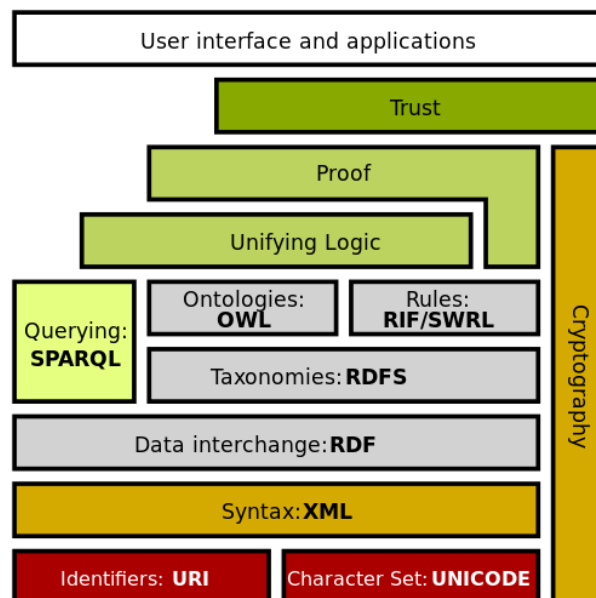 User interface and applications
Trust
Proof
Unifying Logic
Querying:
SPARQL
Ontologies:
OWL
Rules:
RIF/SWRL
Taxonomies: RDFS
Data interchange: RDF
Syntax: XML
Identifiers: URI
Character Set: UNICODE
Cryptography